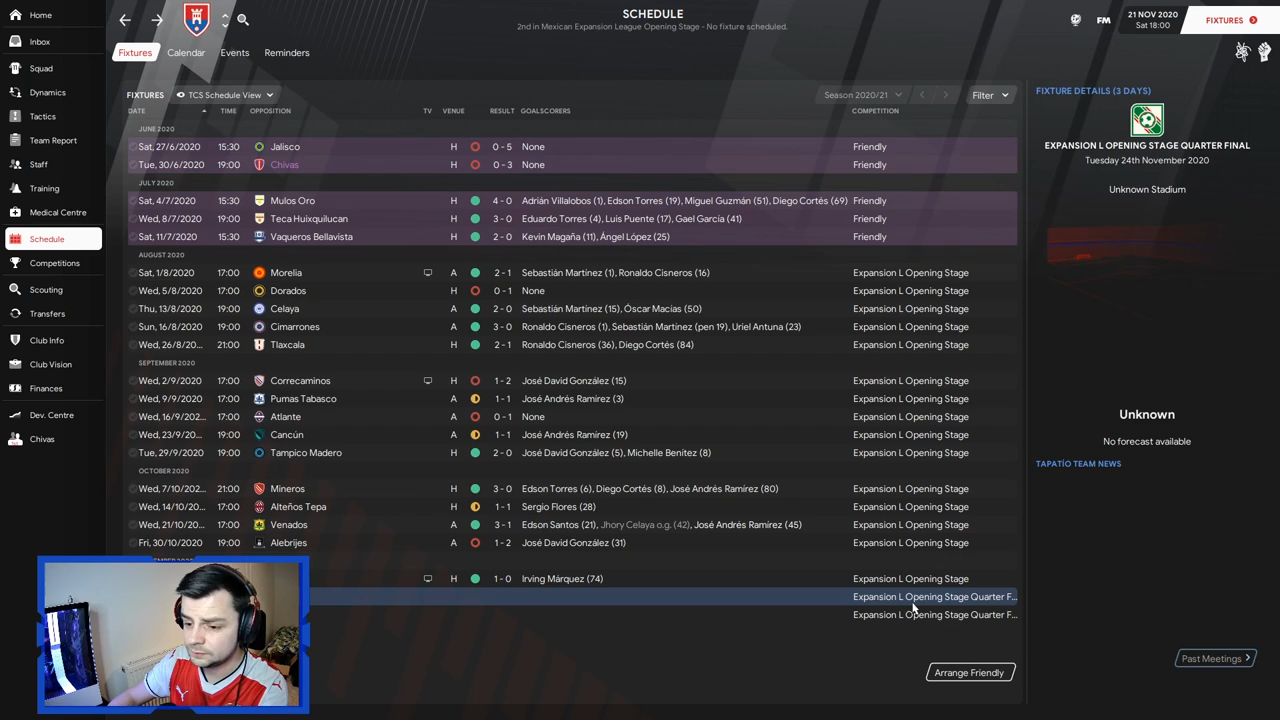 Home
Inbox
Squad
Dynamics
Tactics
Team Report
Staff
Training
Medical Centre
Schedule
Competitions
Scouting
Transfers
Club Info
Club Vision
Finances
Dev. Centre
Chivas
SCHEDULE
2nd in Mexican Expansion League Opening Stage - No fixture scheduled.
FM
21 NOV 2020
Sat 18:00
FIXTURES
Fixtures Calendar Events Reminders
FIXTURES TCS Schedule View Season 2020/21 Filter
DATE TIME OPPOSITION TV VENUE RESULT GOALSCORERS COMPETITION
JUNE 2020
Sat, 27/6/2020 15:30 Jalisco H 0 - 5 None Friendly
Tue, 30/6/2020 19:00 Chivas H 0 - 3 None Friendly
JULY 2020
Sat, 4/7/2020 15:30 Mulos Oro H 4 - 0 Adrián Villalobos (1), Edson Torres (19), Miguel Guzmán (51), Diego Cortés (69) Friendly
Wed, 8/7/2020 19:00 Teca Huixquilucan H 3 - 0 Eduardo Torres (4), Luis Puente (17), Gael García (41) Friendly
Sat, 11/7/2020 15:30 Vaqueros Bellavista H 2 - 0 Kevin Magaña (11), Ángel López (25) Friendly
AUGUST 2020
Sat, 1/8/2020 17:00 Morelia A 2 - 1 Sebastián Martínez (1), Ronaldo Cisneros (16) Expansion L Opening Stage
Wed, 5/8/2020 17:00 Dorados H 0 - 1 None Expansion L Opening Stage
Thu, 13/8/2020 19:00 Celaya A 2 - 0 Sebastián Martínez (15), Óscar Macías (50) Expansion L Opening Stage
Sun, 16/8/2020 19:00 Cimarrones A 3 - 0 Ronaldo Cisneros (1), Sebastián Martínez (pen 19), Uriel Antuna (23) Expansion L Opening Stage
Wed, 26/8/20... 21:00 Tlaxcala H 2 - 1 Ronaldo Cisneros (36), Diego Cortés (84) Expansion L Opening Stage
SEPTEMBER 2020
Wed, 2/9/2020 17:00 Correcaminos H 1 - 2 José David González (15) Expansion L Opening Stage
Wed, 9/9/2020 17:00 Pumas Tabasco H 1 - 1 José Andrés Ramírez (3) Expansion L Opening Stage
Wed, 16/9/202... 17:00 Atlante A 0 - 1 None Expansion L Opening Stage
Wed, 23/9/20... 19:00 Cancún A 1 - 1 José Andrés Ramírez (19) Expansion L Opening Stage
Tue, 29/9/2020 19:00 Tampico Madero H 2 - 0 José David González (5), Michelle Benítez (8) Expansion L Opening Stage
OCTOBER 2020
Wed, 7/10/202... 21:00 Mineros H 3 - 0 Edson Torres (6), Diego Cortés (8), José Andrés Ramírez (80) Expansion L Opening Stage
Wed, 14/10/20... 17:00 Alteños Tepa H 1 - 1 Sergio Flores (28) Expansion L Opening Stage
Wed, 21/10/20... 17:00 Venados A 3 - 1 Edson Santos (21), Jhory Celaya o.g. (42), José Andrés Ramírez (45) Expansion L Opening Stage
Fri, 30/10/2020 19:00 Alebrijes A 1 - 2 José David González (31) Expansion L Opening Stage
H 1 - 0 Irving Márquez (74) Expansion L Opening Stage
Expansion L Opening Stage Quarter F...
Expansion L Opening Stage Quarter F...
Arrange Friendly
FIXTURE DETAILS (3 DAYS)
EXPANSION L OPENING STAGE QUARTER FINAL
Tuesday 24th November 2020
Unknown Stadium
Unknown
No forecast available
TAPATÍO TEAM NEWS
Past Meetings